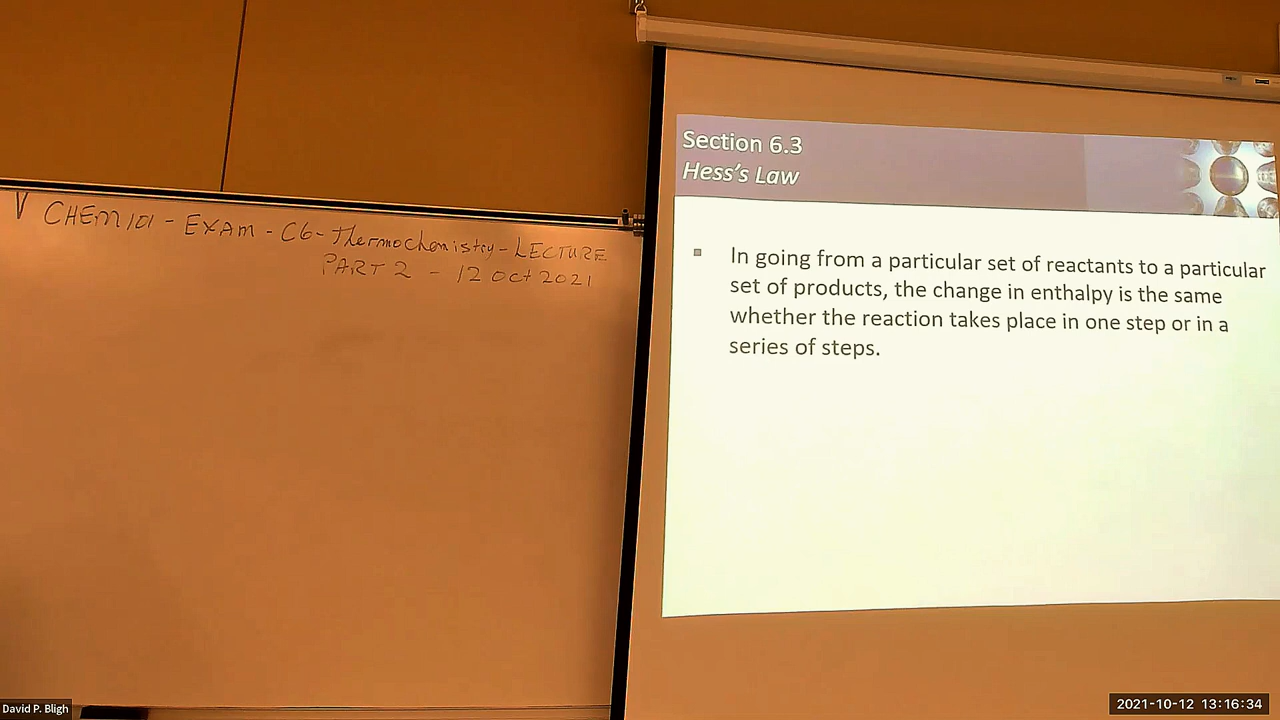 V CHEM 101 - EXAM - C6 - Thermochemistry - LECTURE
PART 2 - 12 Oct 2021
Section 6.3
Hess's Law
▪ In going from a particular set of reactants to a particular
set of products, the change in enthalpy is the same
whether the reaction takes place in one step or in a
series of steps.
David P. Bligh
2021-10-12 13:16:34